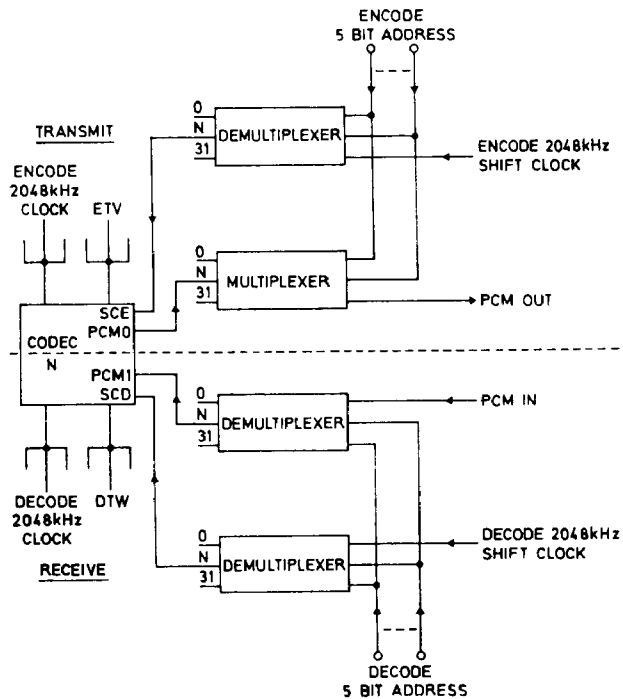 ENCODE
5 BIT ADDRESS
TRANSMIT
0
N
31
DEMULTIPLEXER
ENCODE 2048kHz
SHIFT CLOCK
ENCODE
2048kHz
CLOCK
ETV
0
N
31
MULTIPLEXER
PCM OUT
SCE
PCM0
CODEC
N
PCM1
SCD
0
N
31
DEMULTIPLEXER
PCM IN
DECODE
2048kHz
CLOCK
DTW
RECEIVE
0
N
31
DEMULTIPLEXER
DECODE 2048kHz
SHIFT CLOCK
DECODE
5 BIT ADDRESS